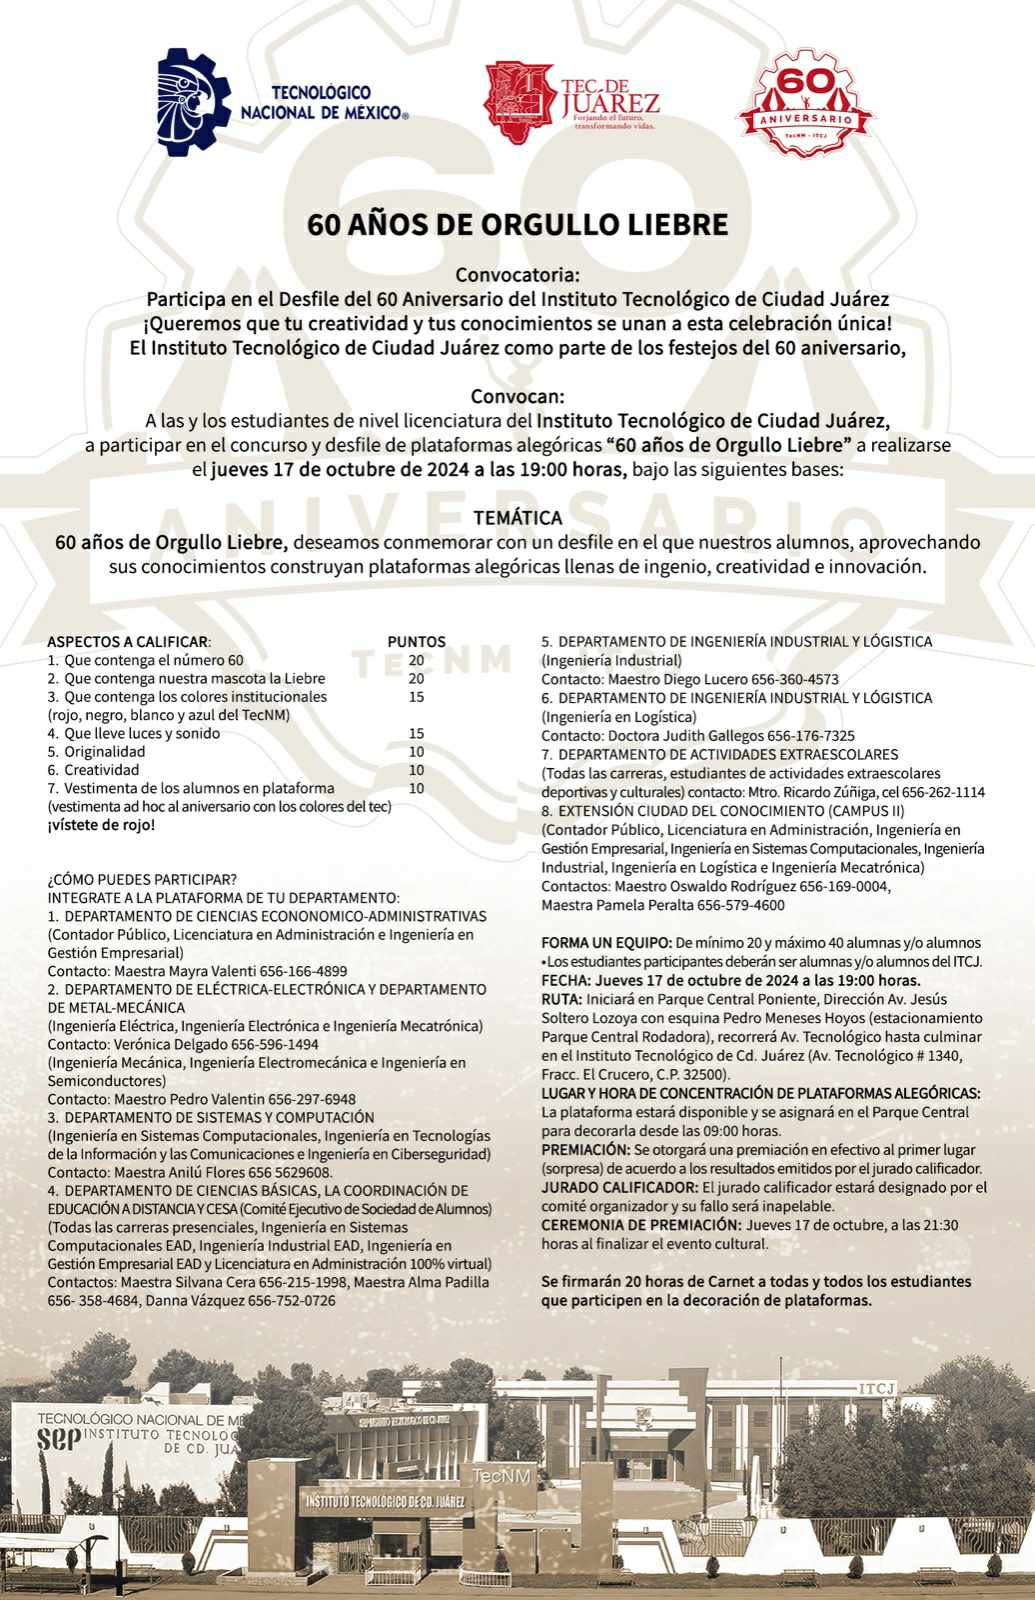 TECNOLÓGICO
NACIONAL DE MÉXICO®
TEC. DE
JUÁREZ
Forjando el futuro,
transformando vidas.
60
ANIVERSARIO
TecNM - ITCJ
60 AÑOS DE ORGULLO LIEBRE
Convocatoria:
Participa en el Desfile del 60 Aniversario del Instituto Tecnológico de Ciudad Juárez
¡Queremos que tu creatividad y tus conocimientos se unan a esta celebración única!
El Instituto Tecnológico de Ciudad Juárez como parte de los festejos del 60 aniversario,
Convocan:
A las y los estudiantes de nivel licenciatura del Instituto Tecnológico de Ciudad Juárez,
a participar en el concurso y desfile de plataformas alegóricas “60 años de Orgullo Liebre” a realizarse
el jueves 17 de octubre de 2024 a las 19:00 horas, bajo las siguientes bases:
TEMÁTICA
60 años de Orgullo Liebre, deseamos conmemorar con un desfile en el que nuestros alumnos, aprovechando
sus conocimientos construyan plataformas alegóricas llenas de ingenio, creatividad e innovación.
ASPECTOS A CALIFICAR: PUNTOS
1. Que contenga el número 60 20
2. Que contenga nuestra mascota la Liebre 20
3. Que contenga los colores institucionales 15
(rojo, negro, blanco y azul del TecNM)
4. Que lleve luces y sonido 15
5. Originalidad 10
6. Creatividad 10
7. Vestimenta de los alumnos en plataforma 10
(vestimenta ad hoc al aniversario con los colores del tec)
¡vístete de rojo!
¿CÓMO PUEDES PARTICIPAR?
INTEGRATE A LA PLATAFORMA DE TU DEPARTAMENTO:
1. DEPARTAMENTO DE CIENCIAS ECONONOMICO-ADMINISTRATIVAS
(Contador Público, Licenciatura en Administración e Ingeniería en
Gestión Empresarial)
Contacto: Maestra Mayra Valenti 656-166-4899
2. DEPARTAMENTO DE ELÉCTRICA-ELECTRÓNICA Y DEPARTAMENTO
DE METAL-MECÁNICA
(Ingeniería Eléctrica, Ingeniería Electrónica e Ingeniería Mecatrónica)
Contacto: Verónica Delgado 656-596-1494
(Ingeniería Mecánica, Ingeniería Electromecánica e Ingeniería en
Semiconductores)
Contacto: Maestro Pedro Valentin 656-297-6948
3. DEPARTAMENTO DE SISTEMAS Y COMPUTACIÓN
(Ingeniería en Sistemas Computacionales, Ingeniería en Tecnologías
de la Información y las Comunicaciones e Ingeniería en Ciberseguridad)
Contacto: Maestra Anilú Flores 656 5629608.
4. DEPARTAMENTO DE CIENCIAS BÁSICAS, LA COORDINACIÓN DE
EDUCACIÓN A DISTANCIA Y CESA (Comité Ejecutivo de Sociedad de Alumnos)
(Todas las carreras presenciales, Ingeniería en Sistemas
Computacionales EAD, Ingeniería Industrial EAD, Ingeniería en
Gestión Empresarial EAD y Licenciatura en Administración 100% virtual)
Contactos: Maestra Silvana Cera 656-215-1998, Maestra Alma Padilla
656- 358-4684, Danna Vázquez 656-752-0726
5. DEPARTAMENTO DE INGENIERÍA INDUSTRIAL Y LÓGISTICA
(Ingeniería Industrial)
Contacto: Maestro Diego Lucero 656-360-4573
6. DEPARTAMENTO DE INGENIERÍA INDUSTRIAL Y LÓGISTICA
(Ingeniería en Logística)
Contacto: Doctora Judith Gallegos 656-176-7325
7. DEPARTAMENTO DE ACTIVIDADES EXTRAESCOLARES
(Todas las carreras, estudiantes de actividades extraescolares
deportivas y culturales) contacto: Mtro. Ricardo Zúñiga, cel 656-262-1114
8. EXTENSIÓN CIUDAD DEL CONOCIMIENTO (CAMPUS II)
(Contador Público, Licenciatura en Administración, Ingeniería en
Gestión Empresarial, Ingeniería en Sistemas Computacionales, Ingeniería
Industrial, Ingeniería en Logística e Ingeniería Mecatrónica)
Contactos: Maestro Oswaldo Rodríguez 656-169-0004,
Maestra Pamela Peralta 656-579-4600
FORMA UN EQUIPO: De mínimo 20 y máximo 40 alumnas y/o alumnos
•Los estudiantes participantes deberán ser alumnas y/o alumnos del ITCJ.
FECHA: Jueves 17 de octubre de 2024 a las 19:00 horas.
RUTA: Iniciará en Parque Central Poniente, Dirección Av. Jesús
Soltero Lozoya con esquina Pedro Meneses Hoyos (estacionamiento
Parque Central Rodadora), recorrerá Av. Tecnológico hasta culminar
en el Instituto Tecnológico de Cd. Juárez (Av. Tecnológico # 1340,
Fracc. El Crucero, C.P. 32500).
LUGAR Y HORA DE CONCENTRACIÓN DE PLATAFORMAS ALEGÓRICAS:
La plataforma estará disponible y se asignará en el Parque Central
para decorarla desde las 09:00 horas.
PREMIACIÓN: Se otorgará una premiación en efectivo al primer lugar
(sorpresa) de acuerdo a los resultados emitidos por el jurado calificador.
JURADO CALIFICADOR: El jurado calificador estará designado por el
comité organizador y su fallo será inapelable.
CEREMONIA DE PREMIACIÓN: Jueves 17 de octubre, a las 21:30
horas al finalizar el evento cultural.
Se firmarán 20 horas de Carnet a todas y todos los estudiantes
que participen en la decoración de plataformas.
ITCJ
TECNOLÓGICO NACIONAL DE MÉ
SEP INSTITUTO TECNOLÓG
DE CD. JUÁ
TecNM
INSTITUTO TECNOLÓGICO DE CD. JUÁREZ